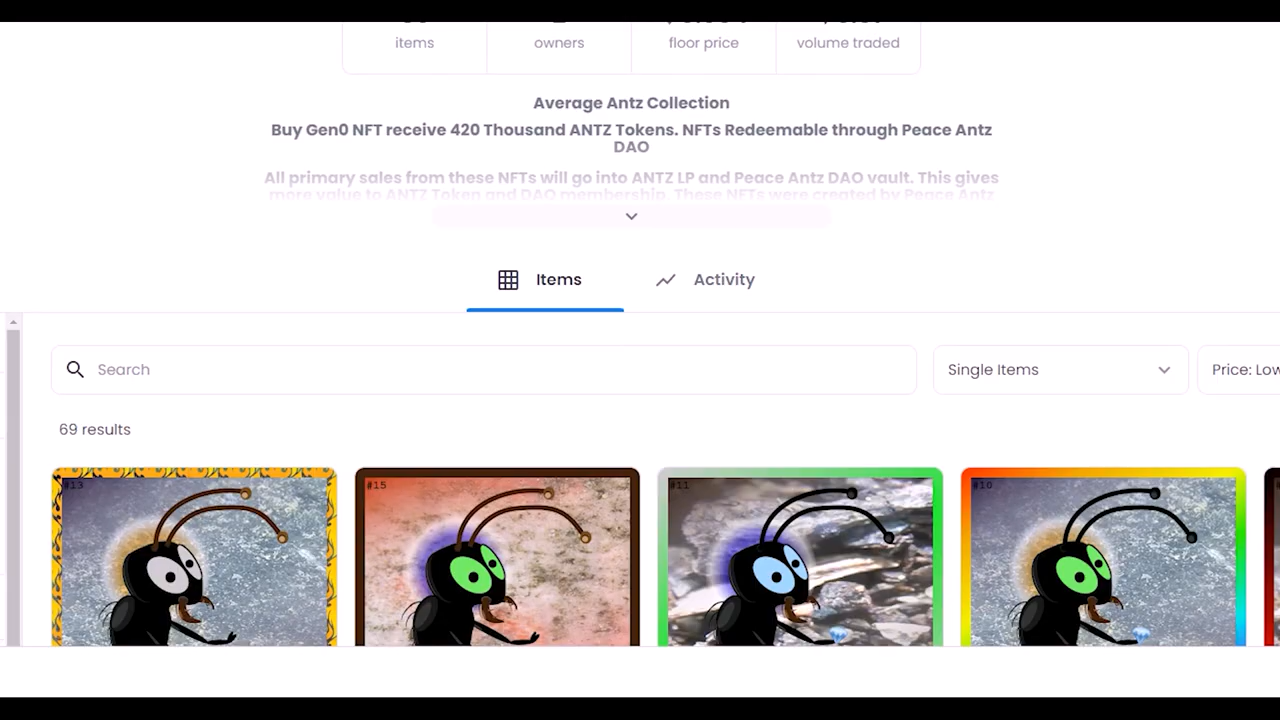 items
owners
floor price
volume traded
Average Antz Collection
Buy Gen0 NFT receive 420 Thousand ANTZ Tokens. NFTs Redeemable through Peace Antz
DAO
All primary sales from these NFTs will go into ANTZ LP and Peace Antz DAO vault. This gives
more value to ANTZ Token and DAO membership. These NFTs were created by Peace Antz
Items
Activity
Search
Single Items
Price: Low
69 results
#13
#15
#11
#10